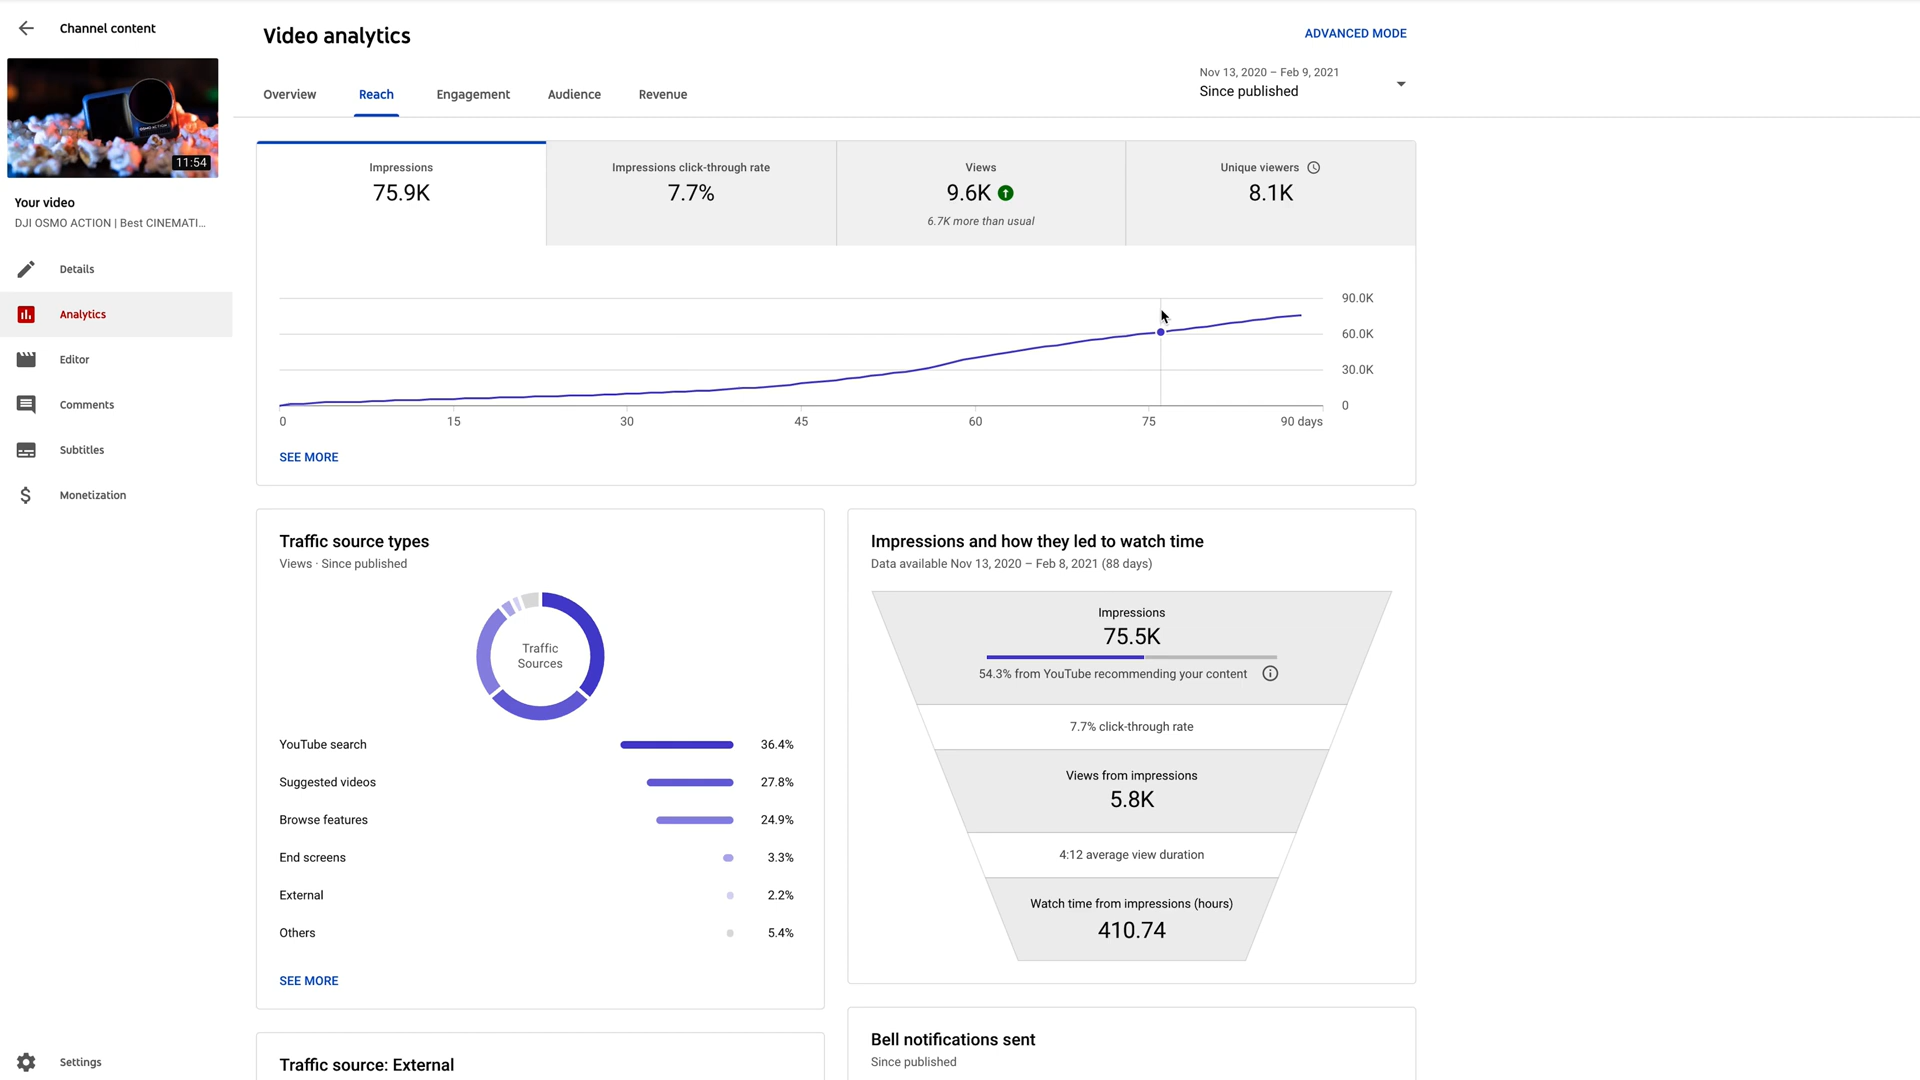 Channel content
11:54
Your video
DJI OSMO ACTION | Best CINEMATI...
Details
Analytics
Editor
Comments
Subtitles
Monetization
Settings
Video analytics
ADVANCED MODE
Overview
Reach
Engagement
Audience
Revenue
Nov 13, 2020 – Feb 9, 2021
Since published
Impressions
75.9K
Impressions click-through rate
7.7%
Views
9.6K
6.7K more than usual
Unique viewers
8.1K
90.0K
60.0K
30.0K
0
0 15 30 45 60 75 90 days
SEE MORE
Traffic source types
Views · Since published
Traffic
Sources
YouTube search 36.4%
Suggested videos 27.8%
Browse features 24.9%
End screens 3.3%
External 2.2%
Others 5.4%
SEE MORE
Traffic source: External
Impressions and how they led to watch time
Data available Nov 13, 2020 – Feb 8, 2021 (88 days)
Impressions
75.5K
54.3% from YouTube recommending your content
7.7% click-through rate
Views from impressions
5.8K
4:12 average view duration
Watch time from impressions (hours)
410.74
Bell notifications sent
Since published